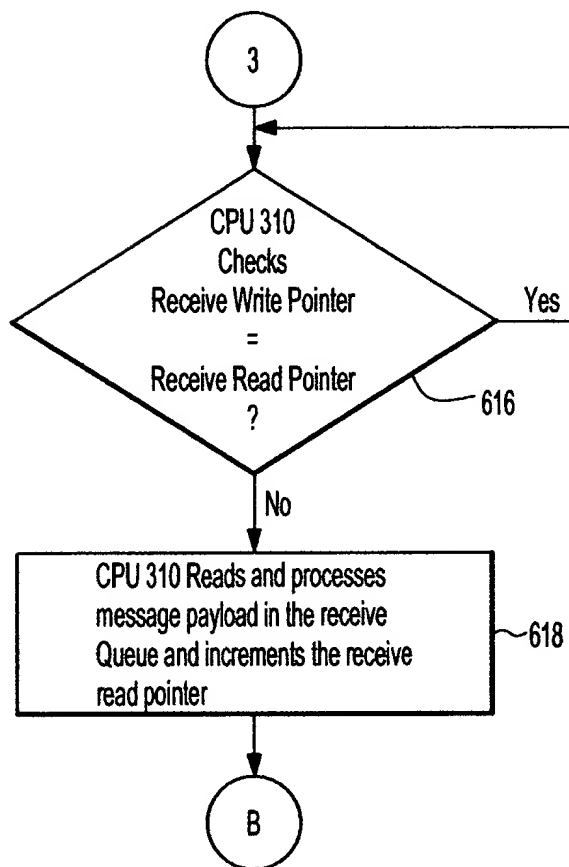 3
CPU 310
Checks
Receive Write Pointer
=
Receive Read Pointer
?
Yes
616
No
CPU 310 Reads and processes
message payload in the receive
Queue and increments the receive
read pointer
618
B